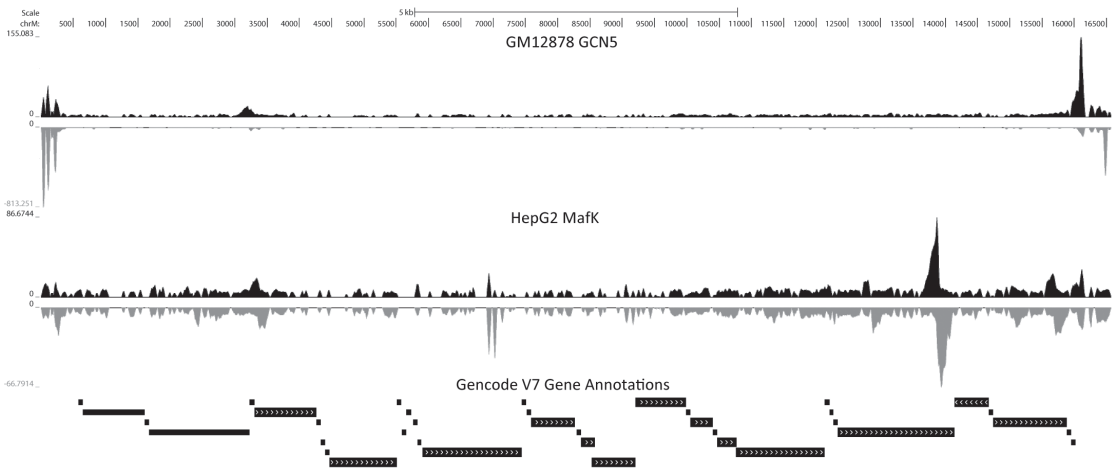 Scale 5 kb
chrM: 500 1000 1500 2000 2500 3000 3500 4000 4500 5000 5500 6000 6500 7000 7500 8000 8500 9000 9500 10000 10500 11000 11500 12000 12500 13000 13500 14000 14500 15000 15500 16000 16500
155.083
GM12878 GCN5
0
0
-813.251
86.6744
HepG2 MafK
0
0
-66.7914
Gencode V7 Gene Annotations